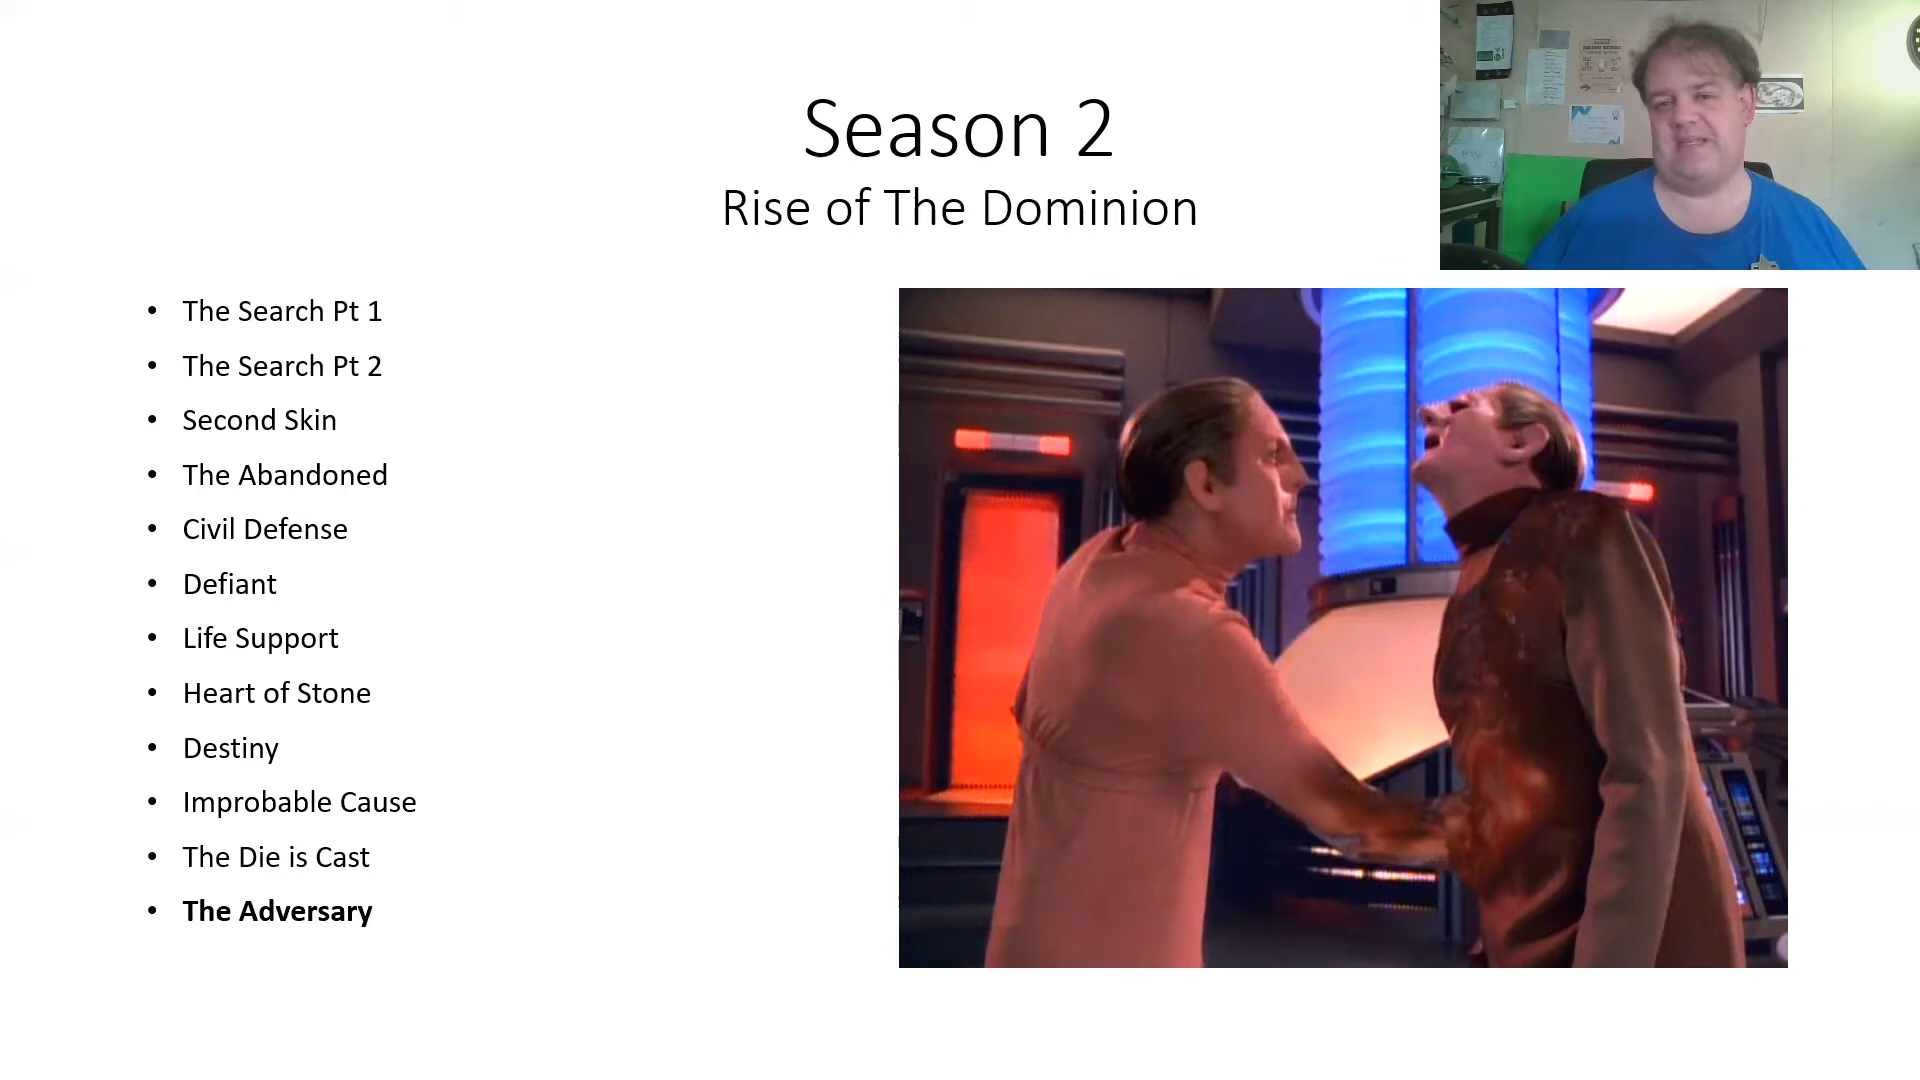 Season 2
Rise of The Dominion
• The Search Pt 1
• The Search Pt 2
• Second Skin
• The Abandoned
• Civil Defense
• Defiant
• Life Support
• Heart of Stone
• Destiny
• Improbable Cause
• The Die is Cast
• The Adversary